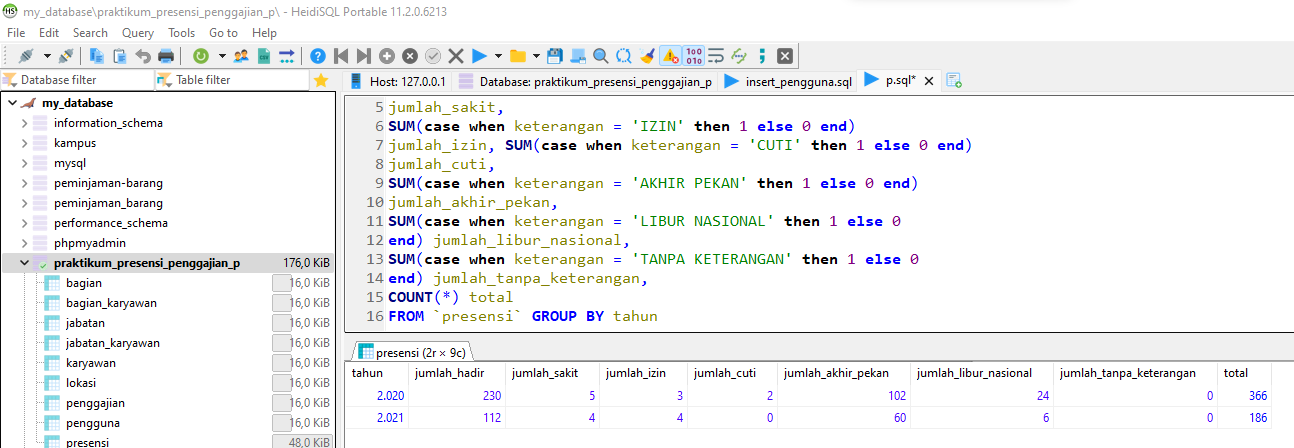 my_database\praktikum_presensi_penggajian_p\ - HeidiSQL Portable 11.2.0.6213
File Edit Search Query Tools Go to Help
Database filter Table filter
Host: 127.0.0.1 Database: praktikum_presensi_penggajian_p insert_pengguna.sql p.sql*
my_database
information_schema
kampus
mysql
peminjaman-barang
peminjaman_barang
performance_schema
phpmyadmin
praktikum_presensi_penggajian_p 176,0 KiB
bagian 16,0 KiB
bagian_karyawan 16,0 KiB
jabatan 16,0 KiB
jabatan_karyawan 16,0 KiB
karyawan 16,0 KiB
lokasi 16,0 KiB
penggajian 16,0 KiB
pengguna 16,0 KiB
presensi 48,0 KiB
5 jumlah_sakit,
6 SUM(case when keterangan = 'IZIN' then 1 else 0 end)
7 jumlah_izin, SUM(case when keterangan = 'CUTI' then 1 else 0 end)
8 jumlah_cuti,
9 SUM(case when keterangan = 'AKHIR PEKAN' then 1 else 0 end)
10 jumlah_akhir_pekan,
11 SUM(case when keterangan = 'LIBUR NASIONAL' then 1 else 0
12 end) jumlah_libur_nasional,
13 SUM(case when keterangan = 'TANPA KETERANGAN' then 1 else 0
14 end) jumlah_tanpa_keterangan,
15 COUNT(*) total
16 FROM `presensi` GROUP BY tahun
presensi (2r × 9c)
tahun jumlah_hadir jumlah_sakit jumlah_izin jumlah_cuti jumlah_akhir_pekan jumlah_libur_nasional jumlah_tanpa_keterangan total
2.020 230 5 3 2 102 24 0 366
2.021 112 4 4 0 60 6 0 186